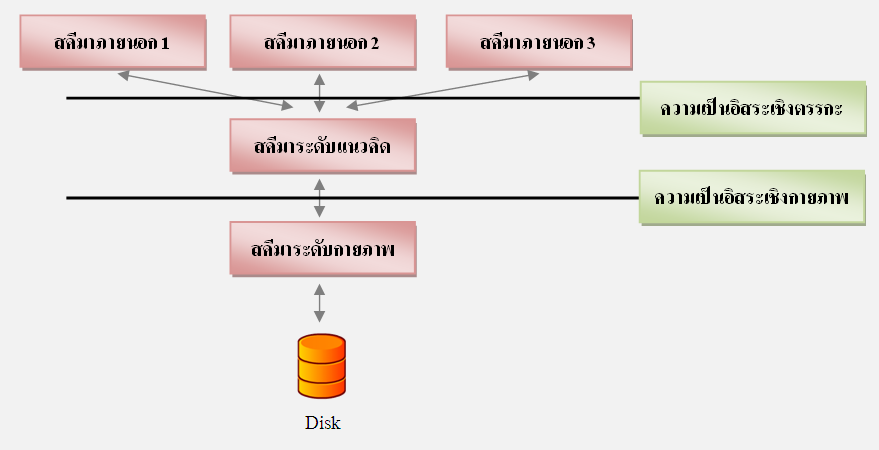 สคีมาภายนอก 1
สคีมาภายนอก 2
สคีมาภายนอก 3
ความเป็นอิสระเชิงตรรกะ
สคีมาระดับแนวคิด
ความเป็นอิสระเชิงกายภาพ
สคีมาระดับกายภาพ
Disk